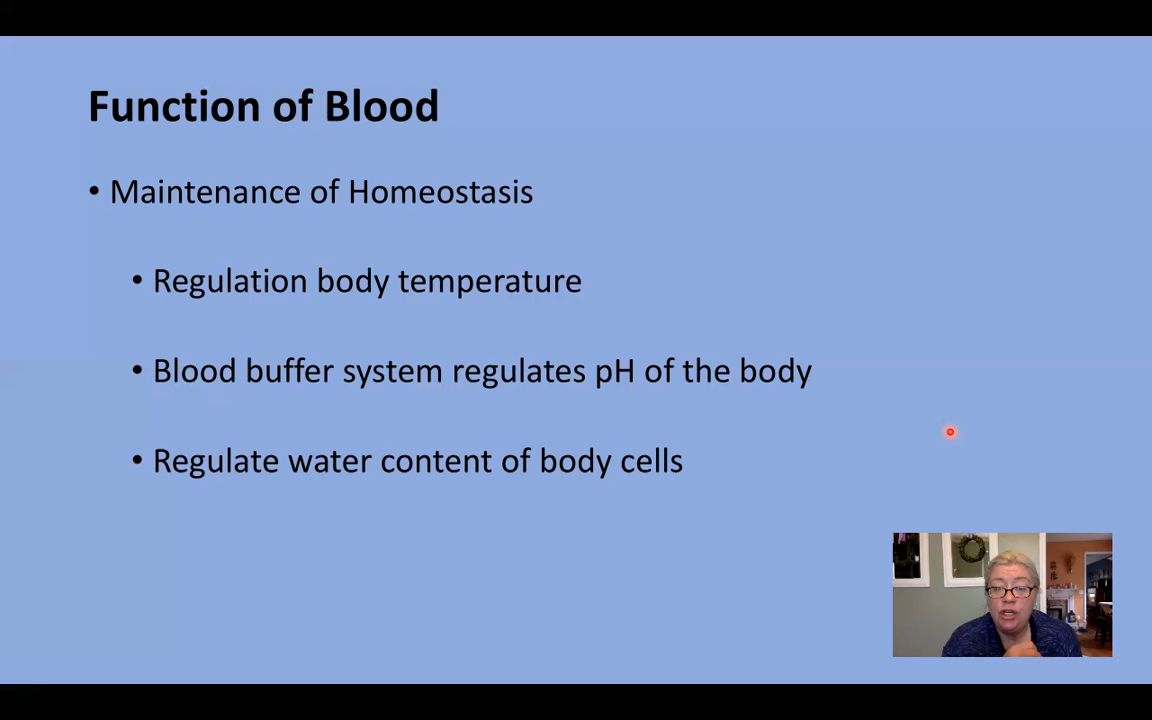 Function of Blood
• Maintenance of Homeostasis
• Regulation body temperature
• Blood buffer system regulates pH of the body
• Regulate water content of body cells